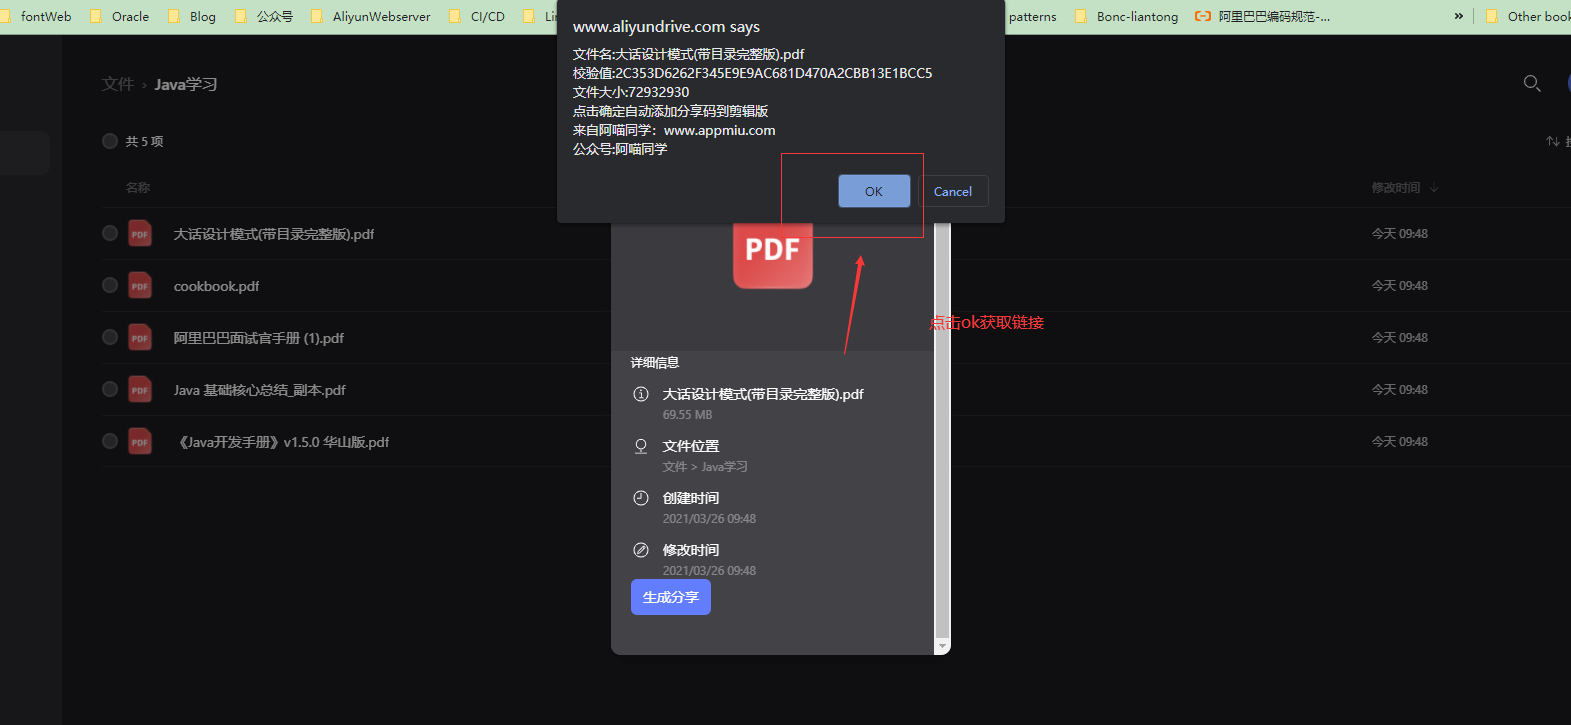 fontWeb
Oracle
Blog
公众号
AliyunWebserver
CI/CD
patterns
Bonc-liantong
阿里巴巴编码规范-...
»
www.aliyundrive.com says
文件名:大话设计模式(带目录完整版).pdf
校验值:2C353D6262F345E9E9AC681D470A2CBB13E1BCC5
文件大小:72932930
点击确定自动添加分享码到剪辑版
来自阿喵同学：www.appmiu.com
公众号:阿喵同学
OK
Cancel
文件 › Java学习
共 5 项
名称
修改时间
大话设计模式(带目录完整版).pdf
今天 09:48
cookbook.pdf
今天 09:48
阿里巴巴面试官手册 (1).pdf
今天 09:48
Java 基础核心总结_副本.pdf
今天 09:48
《Java开发手册》v1.5.0 华山版.pdf
今天 09:48
PDF
PDF
PDF
PDF
PDF
PDF
点击ok获取链接
详细信息
大话设计模式(带目录完整版).pdf
69.55 MB
文件位置
文件 > Java学习
创建时间
2021/03/26 09:48
修改时间
2021/03/26 09:48
生成分享
Other